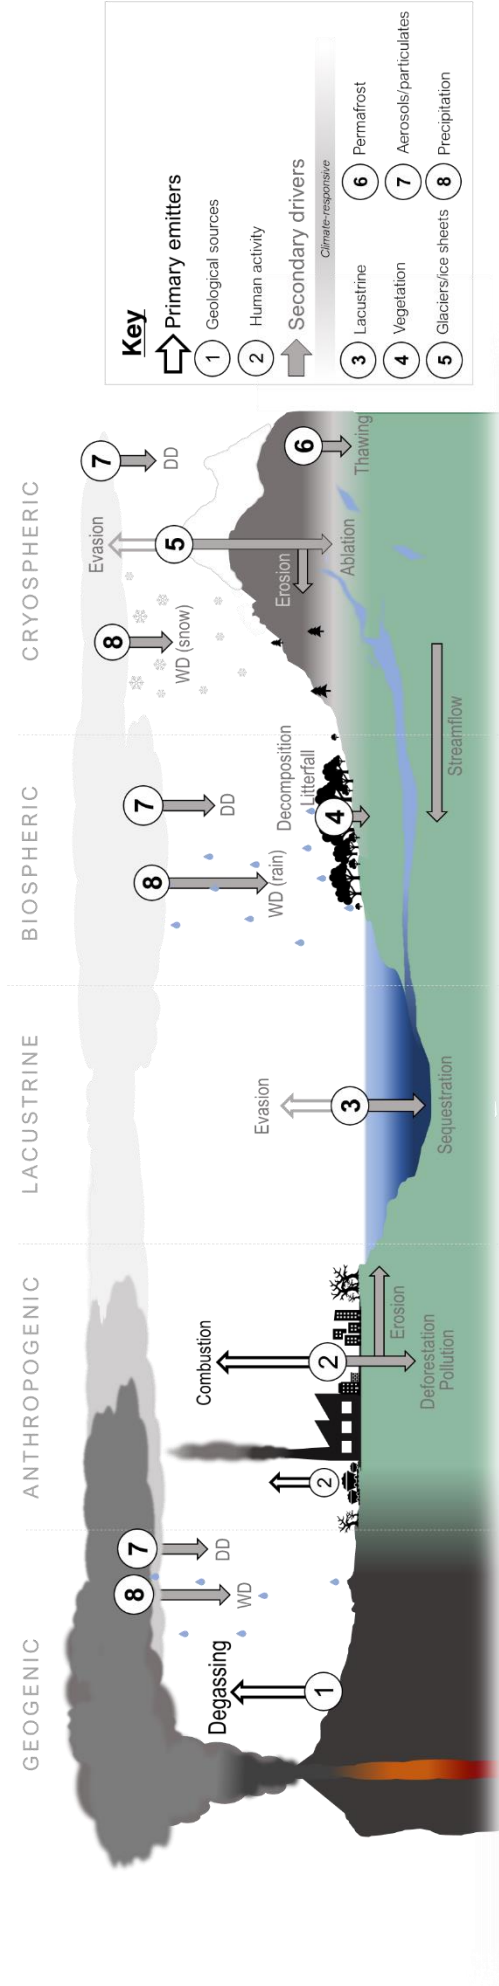 GEOGENIC
ANTHROPOGENIC
LACUSTRINE
BIOSPHERIC
CRYOSPHERIC
8
7
WD
DD
Degassing
1
2
Combustion
2
Erosion
Deforestation
Pollution
Evasion
3
Sequestration
8
7
WD (rain)
DD
Decomposition
Litterfall
4
8
WD (snow)
Evasion
5
Erosion
Ablation
7
DD
6
Thawing
Streamflow
Key
Primary emitters
1 Geological sources
2 Human activity
Secondary drivers
Climate-responsive
3 Lacustrine
6 Permafrost
4 Vegetation
7 Aerosols/particulates
5 Glaciers/ice sheets
8 Precipitation